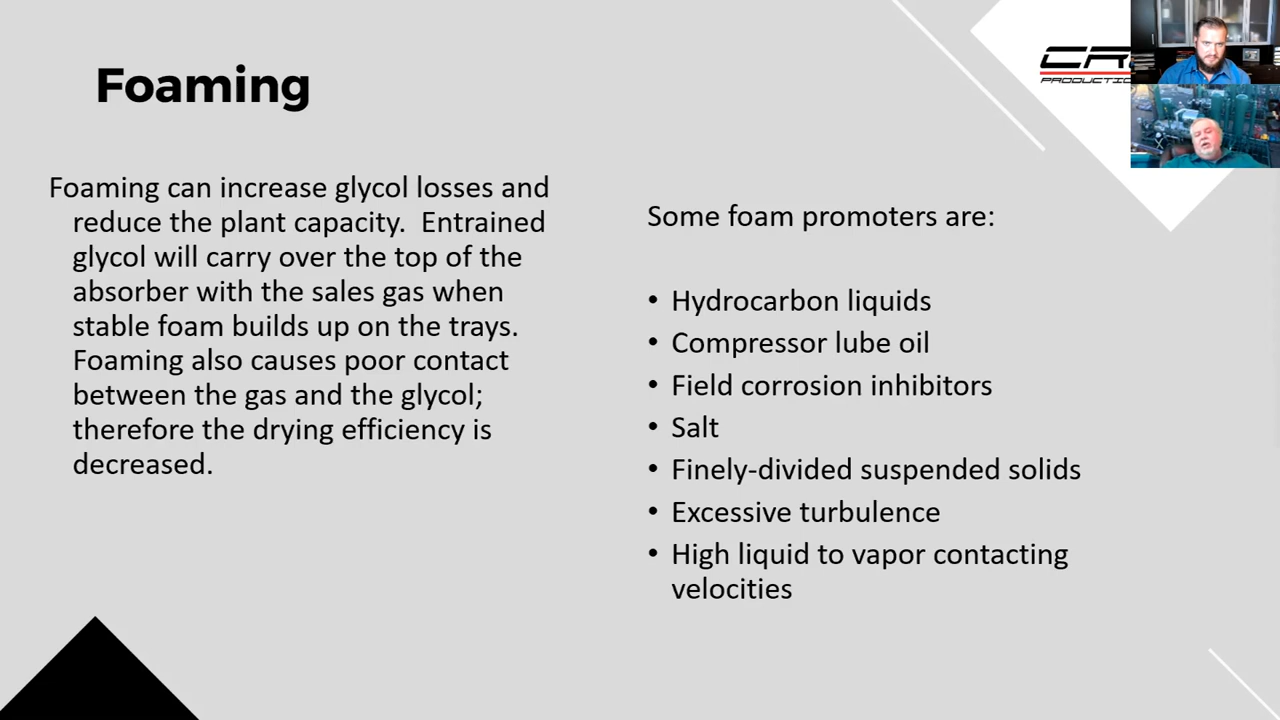 Foaming
Foaming can increase glycol losses and
reduce the plant capacity.  Entrained
glycol will carry over the top of the
absorber with the sales gas when
stable foam builds up on the trays.
Foaming also causes poor contact
between the gas and the glycol;
therefore the drying efficiency is
decreased.
Some foam promoters are:
• Hydrocarbon liquids
• Compressor lube oil
• Field corrosion inhibitors
• Salt
• Finely-divided suspended solids
• Excessive turbulence
• High liquid to vapor contacting
velocities